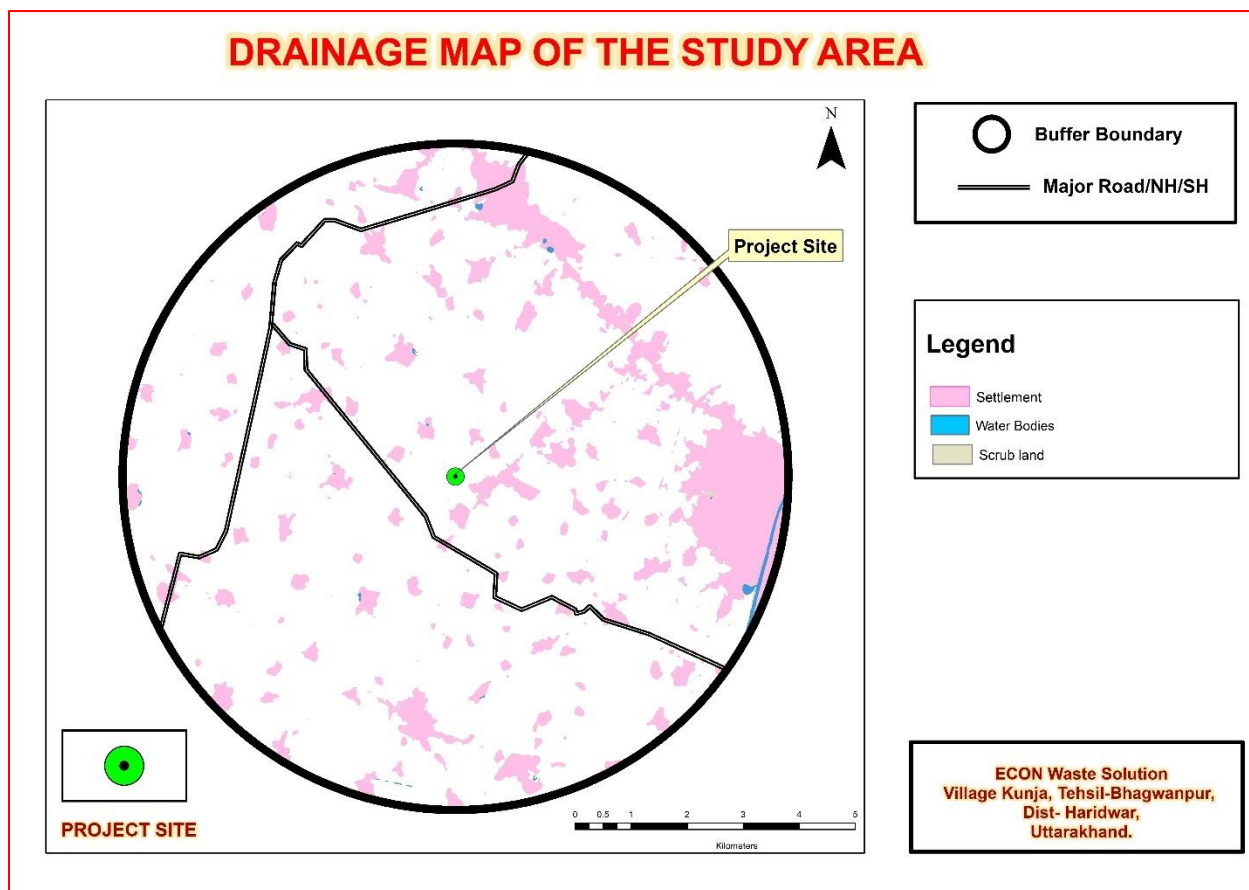 DRAINAGE MAP OF THE STUDY AREA
N
Buffer Boundary
Major Road/NH/SH
Project Site
Legend
Settlement
Water Bodies
Scrub land
PROJECT SITE
0 0.5 1 2 3 4 5
Kilometers
ECON Waste Solution
Village Kunja, Tehsil-Bhagwanpur,
Dist- Haridwar,
Uttarakhand.